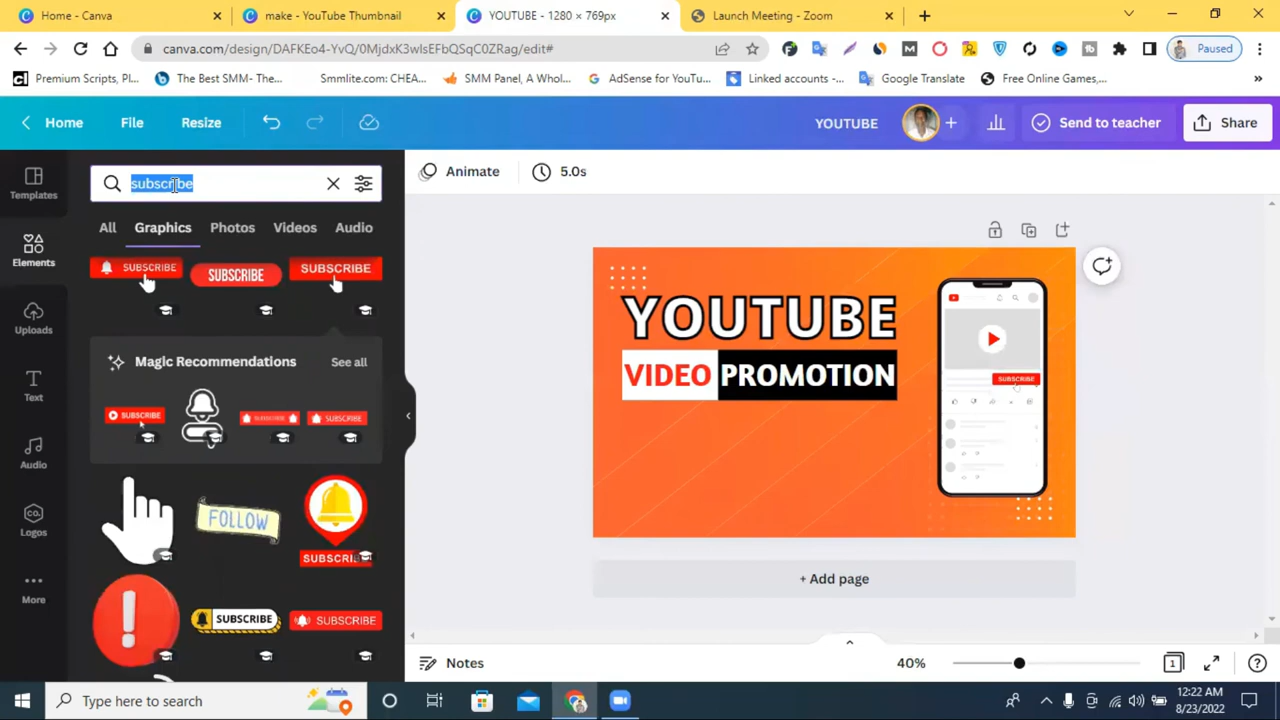 Home - Canva
make - YouTube Thumbnail
YOUTUBE - 1280 × 769px
Launch Meeting - Zoom
canva.com/design/DAFKEo4-YvQ/0MjdxK3wlsEFbQSqC0ZRag/edit#
Paused
Premium Scripts, Pl...
The Best SMM- The...
Smmlite.com: CHEA...
SMM Panel, A Whol...
AdSense for YouTu...
Linked accounts -...
Google Translate
Free Online Games,...
Home
File
Resize
YOUTUBE
Send to teacher
Share
Templates
Elements
Uploads
Text
Audio
Logos
More
subscribe
All
Graphics
Photos
Videos
Audio
SUBSCRIBE
SUBSCRIBE
SUBSCRIBE
Magic Recommendations
See all
SUBSCRIBE
SUBSCRIBE
SUBSCRIBE
FOLLOW
SUBSCRIBE
SUBSCRIBE
SUBSCRIBE
Animate
5.0s
YOUTUBE
VIDEO PROMOTION
SUBSCRIBE
+ Add page
Notes
40%
1
Type here to search
12:22 AM
8/23/2022